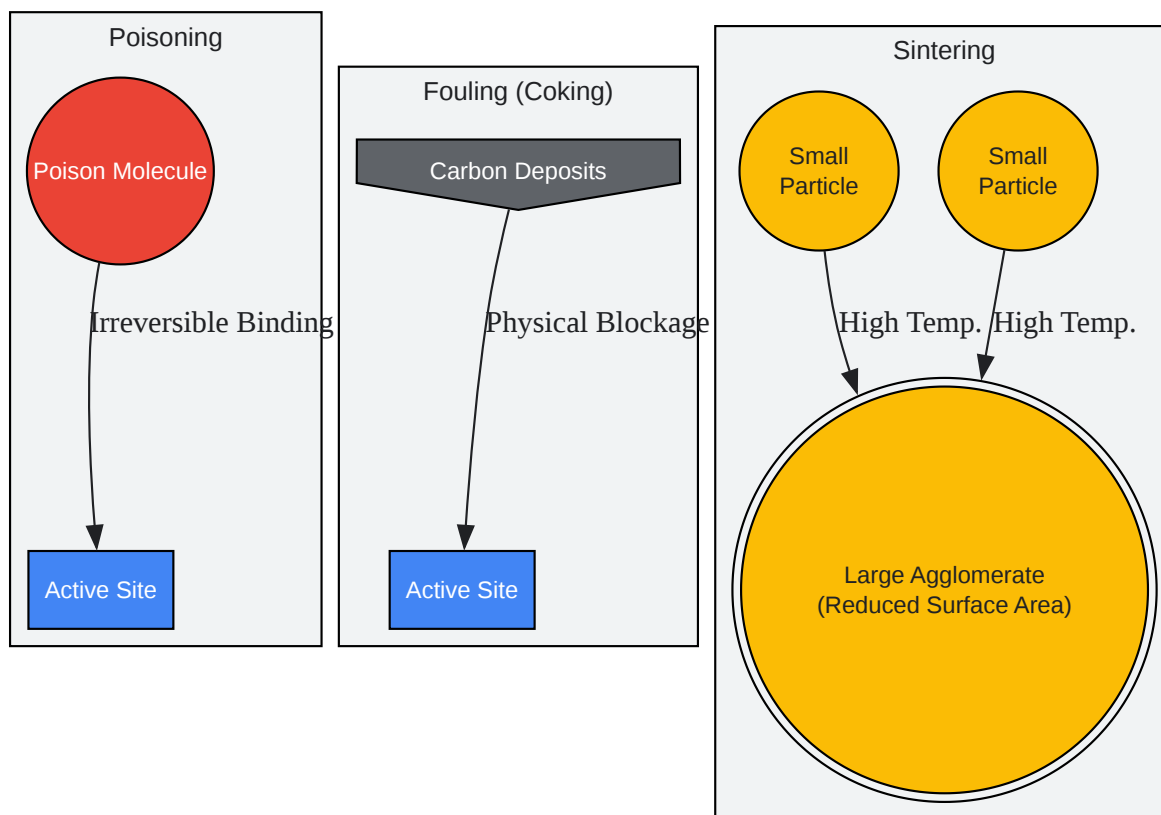 Poisoning
Poison Molecule
Irreversible Binding
Active Site
Fouling (Coking)
Carbon Deposits
Physical Blockage
Active Site
Sintering
Small
Particle
Small
Particle
High Temp.
High Temp.
Large Agglomerate
(Reduced Surface Area)